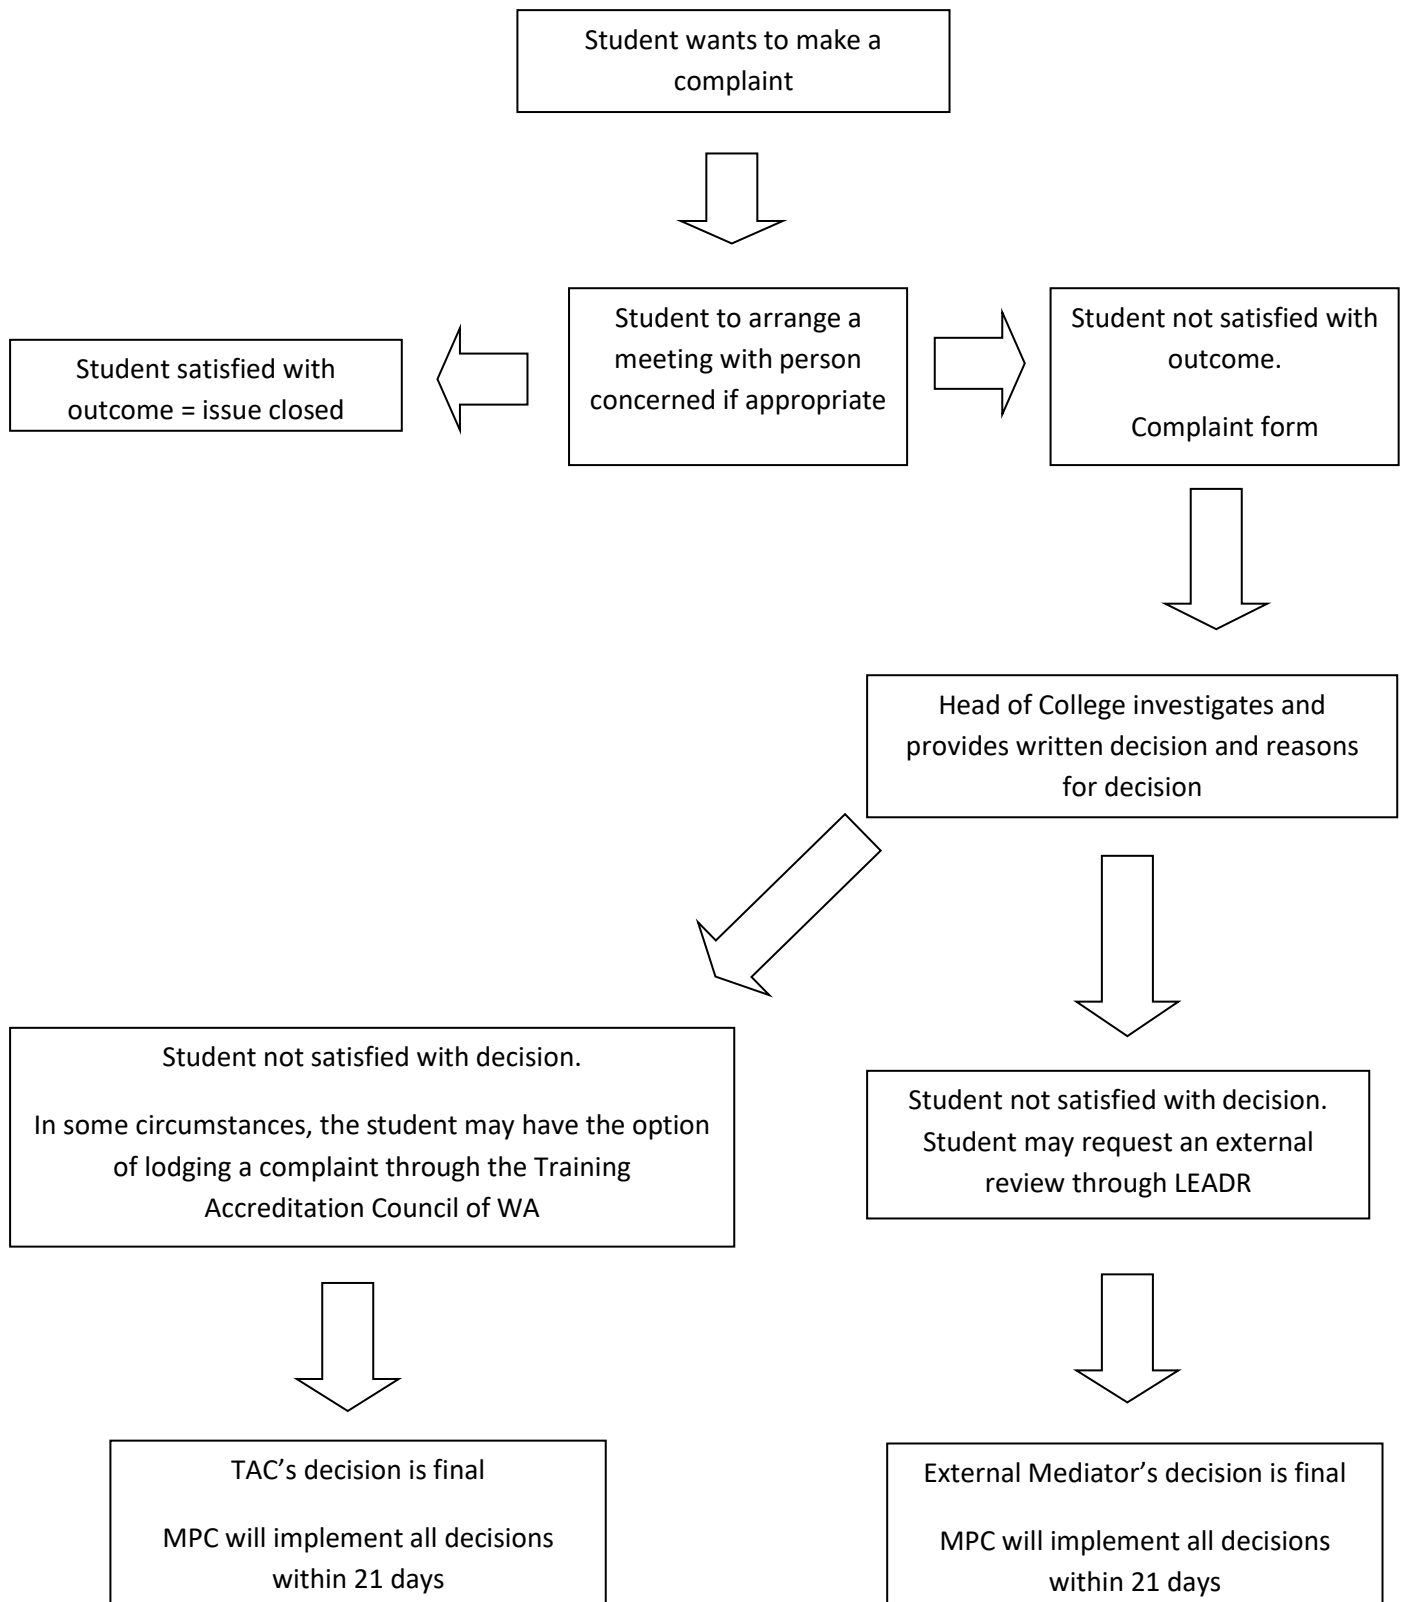 Student wants to make a
complaint
Student satisfied with
outcome = issue closed
Student to arrange a
meeting with person
concerned if appropriate
Student not satisfied with
outcome.
Complaint form
Head of College investigates and
provides written decision and reasons
for decision
Student not satisfied with decision.
In some circumstances, the student may have the option
of lodging a complaint through the Training
Accreditation Council of WA
Student not satisfied with decision.
Student may request an external
review through LEADR
TAC’s decision is final
MPC will implement all decisions
within 21 days
External Mediator’s decision is final
MPC will implement all decisions
within 21 days